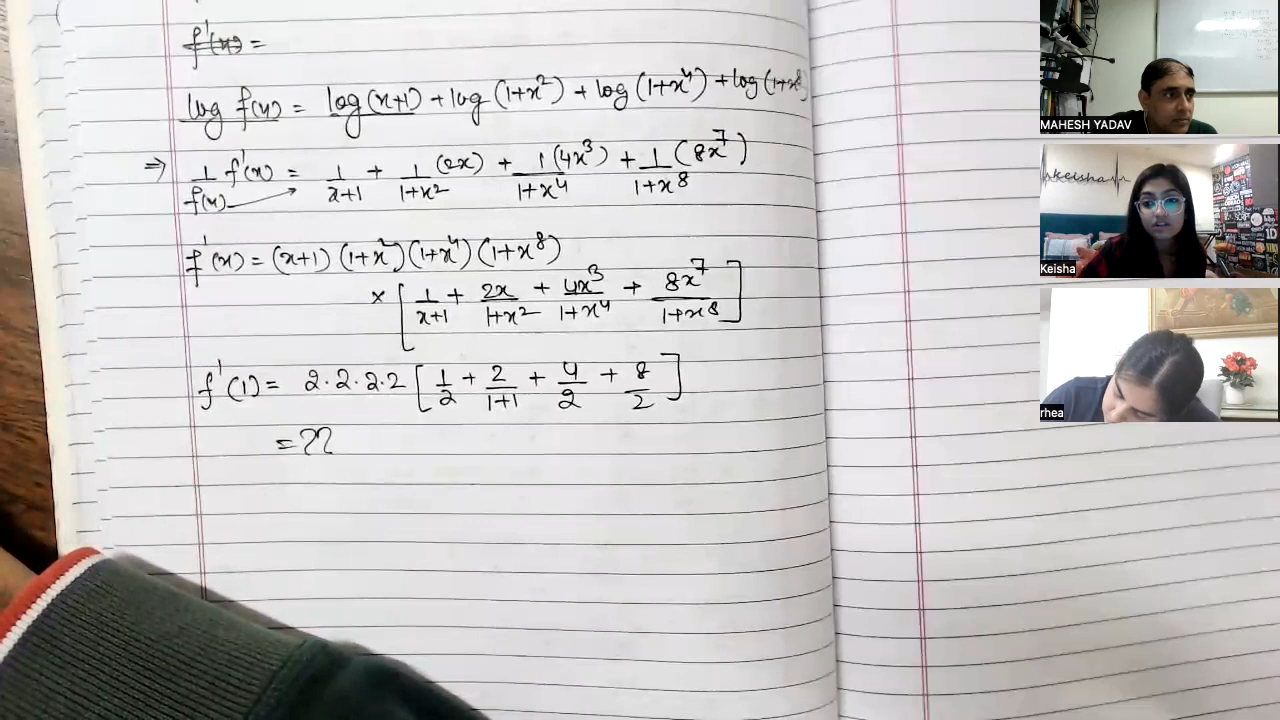 f'(x) =
log f(x) = log(x+1) + log(1+x²) + log(1+x⁴) + log(1+x⁸)
⇒ 1/f(x) f'(x) = 1/x+1 + 1/1+x² (2x) + 1/1+x⁴ (4x³) + 1/1+x⁸ (8x⁷)
f'(x) = (x+1)(1+x²)(1+x⁴)(1+x⁸)
× [1/x+1 + 2x/1+x² + 4x³/1+x⁴ + 8x⁷/1+x⁸]
f'(1) = 2·2·2·2 [1/2 + 2/1+1 + 4/2 + 8/2]
= ??
MAHESH YADAV
keisha
Keisha
rhea